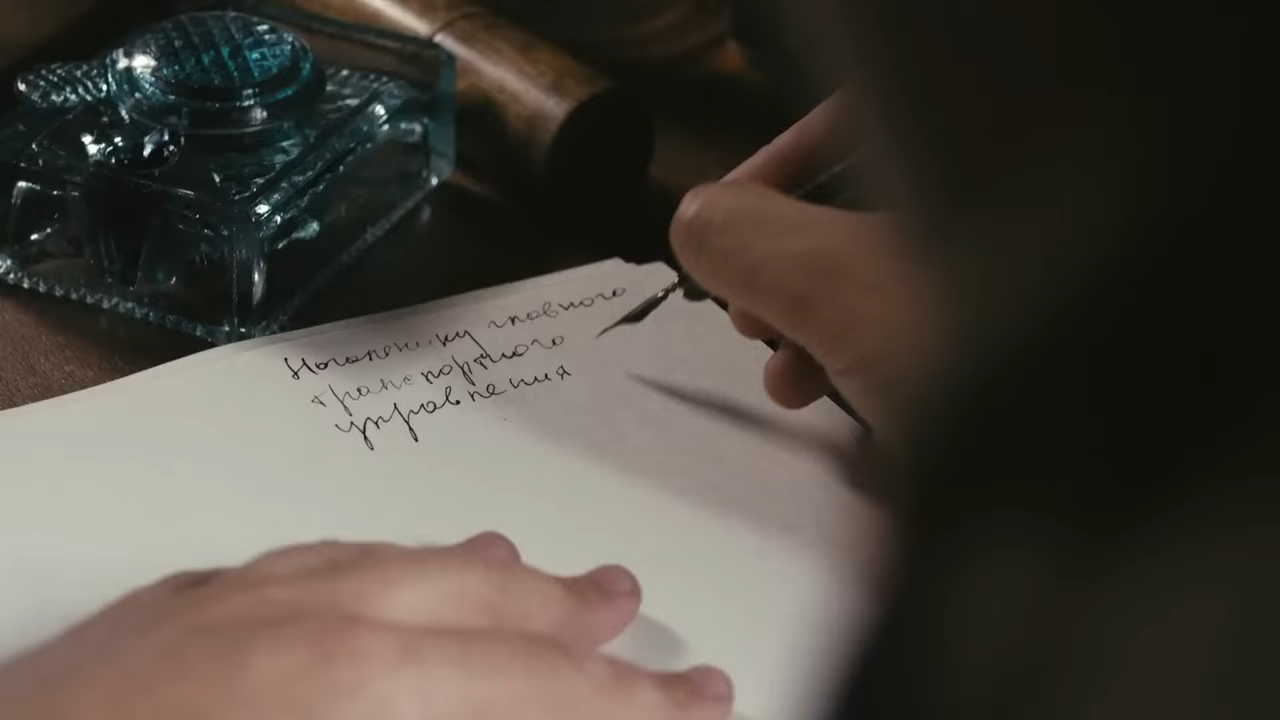 Начальнику главного
транспортного
управления